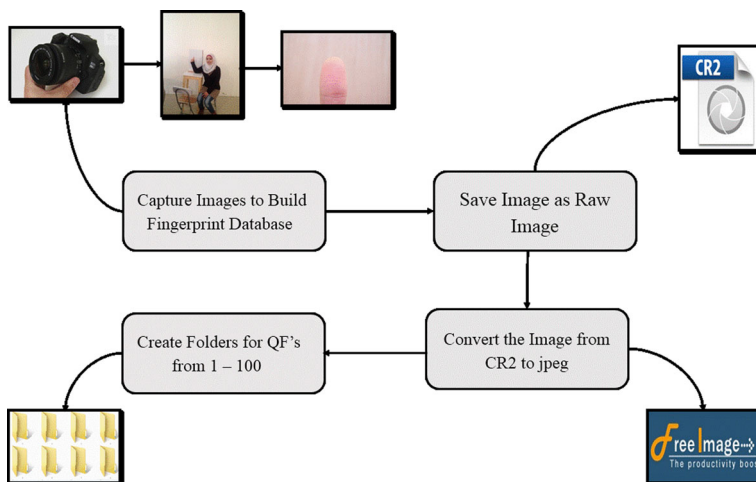 CR2
Capture Images to Build
Fingerprint Database
Save Image as Raw
Image
Create Folders for QF's
from 1 – 100
Convert the Image from
CR2 to jpeg
Free Image
The productivity boos